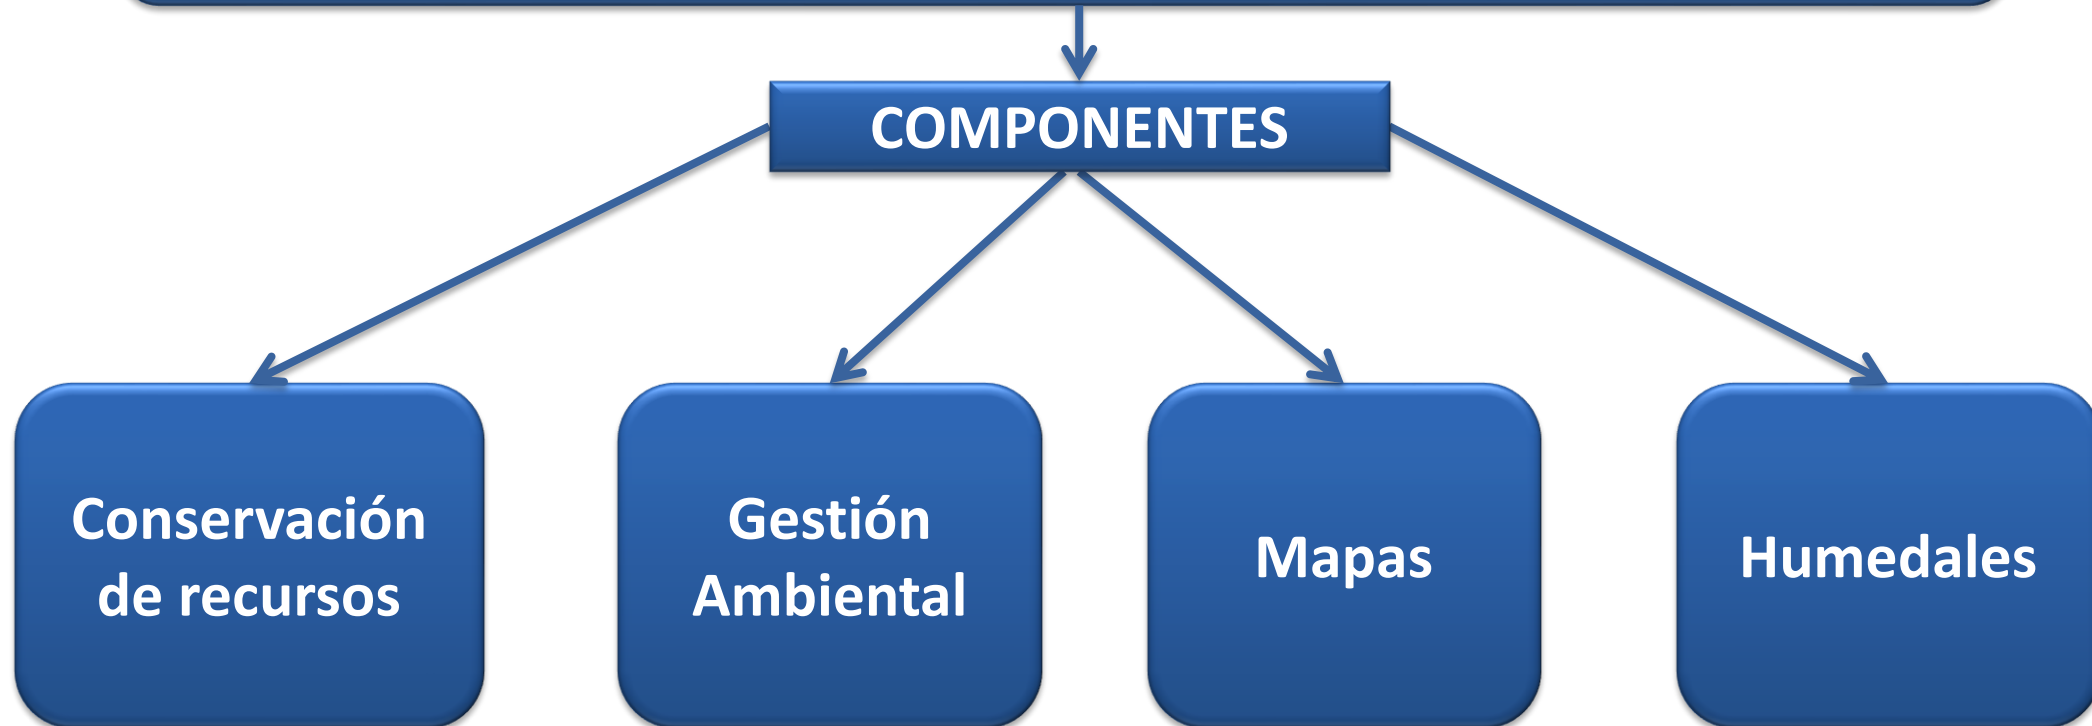 COMPONENTES
Conservación
de recursos
Gestión
Ambiental
Mapas
Humedales